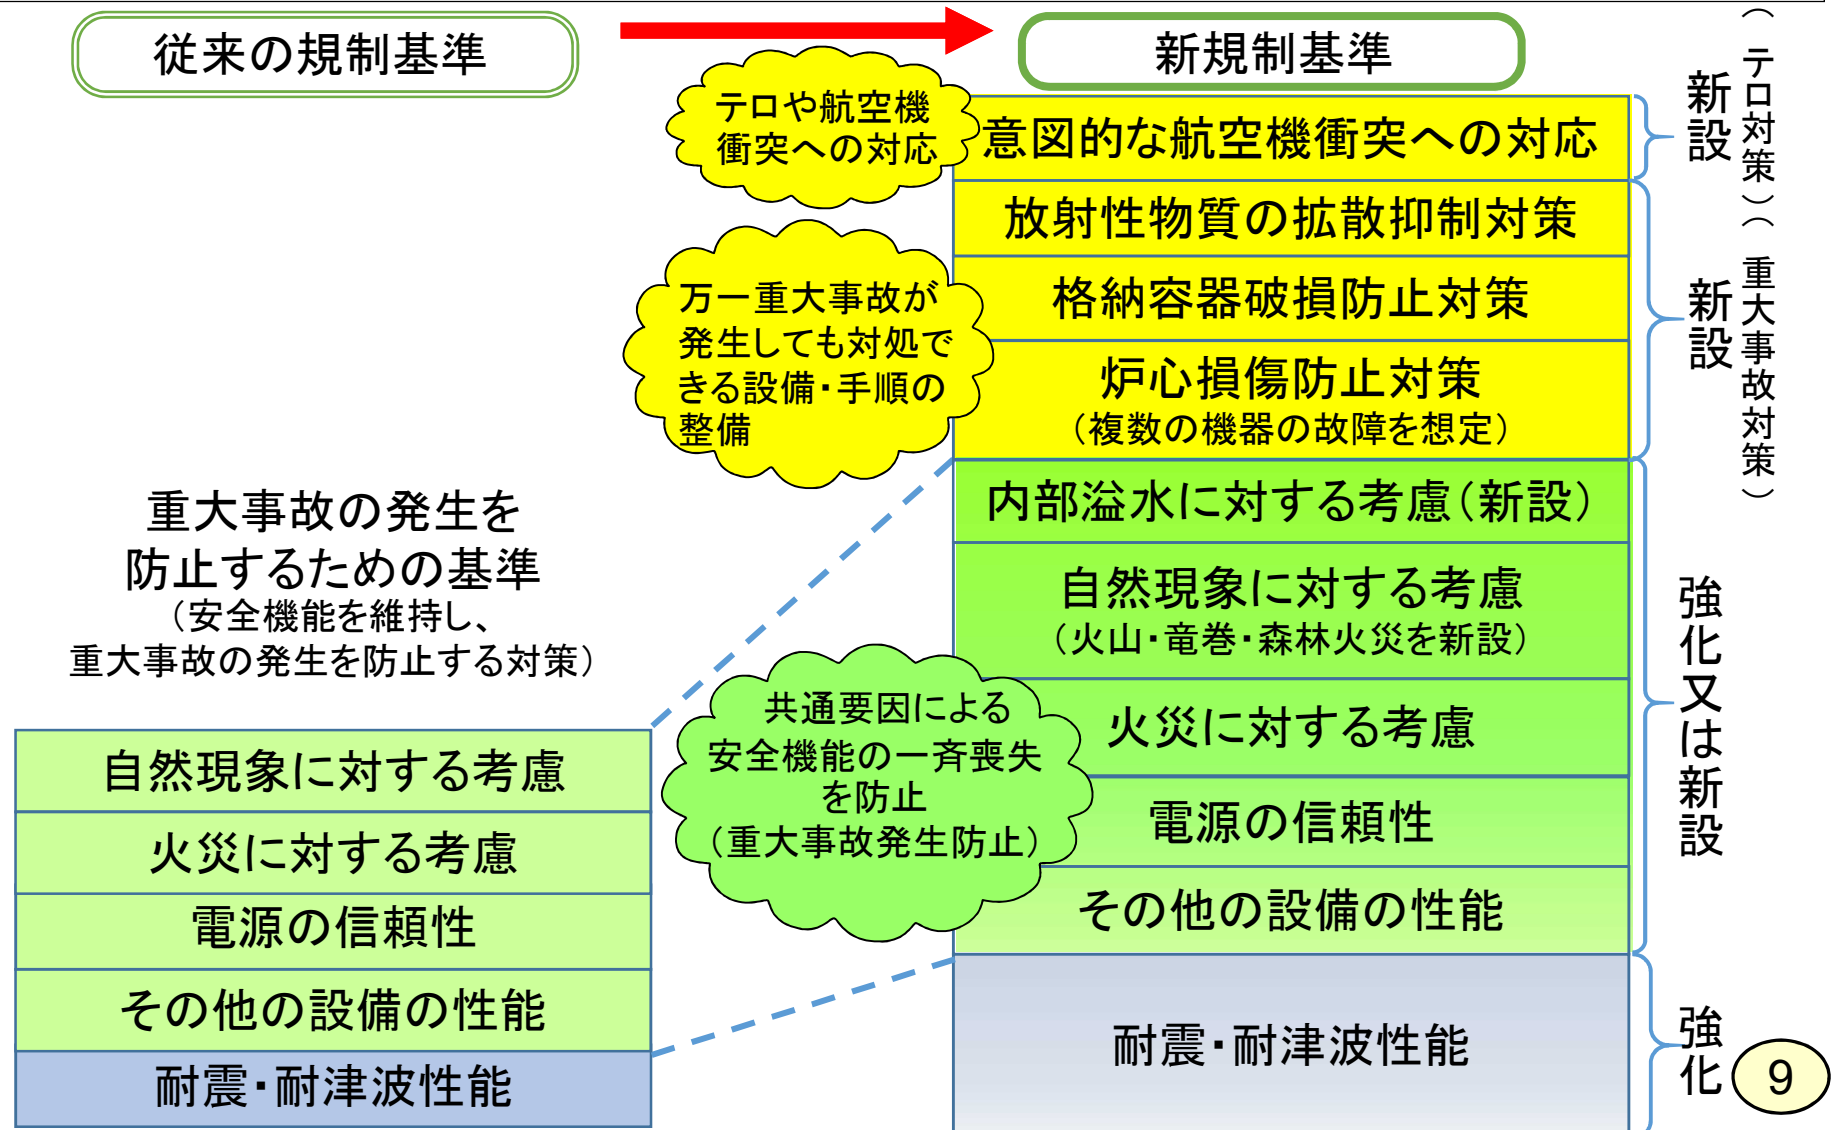 従来の規制基準
重大事故の発生を
防止するための基準
（安全機能を維持し、
重大事故の発生を防止する対策）
自然現象に対する考慮
火災に対する考慮
電源の信頼性
その他の設備の性能
耐震・耐津波性能
新規制基準
テロや航空機
衝突への対応
万一重大事故が
発生しても対処で
きる設備・手順の
整備
共通要因による
安全機能の一斉喪失
を防止
（重大事故発生防止）
意図的な航空機衝突への対応
放射性物質の拡散抑制対策
格納容器破損防止対策
炉心損傷防止対策
（複数の機器の故障を想定）
内部溢水に対する考慮（新設）
自然現象に対する考慮
（火山・竜巻・森林火災を新設）
火災に対する考慮
電源の信頼性
その他の設備の性能
耐震・耐津波性能
新設
（テロ対策）
新設
（重大事故対策）
強化又は新設
強化
9